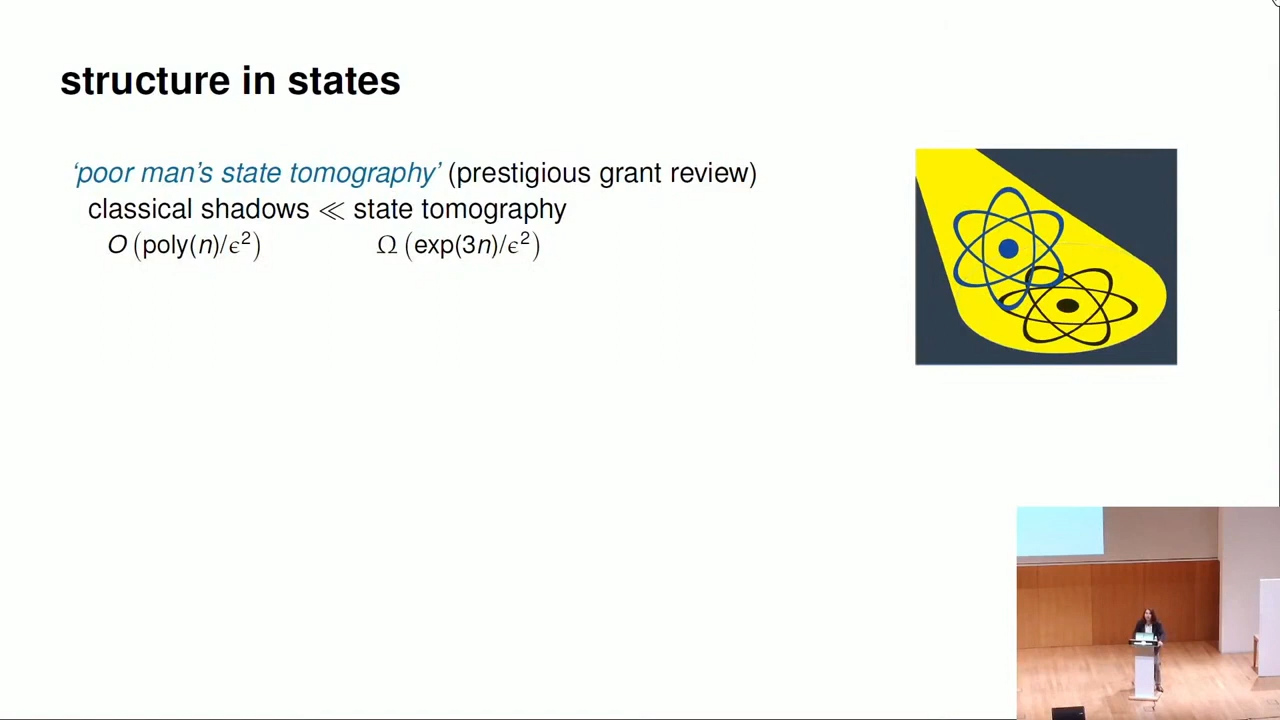 structure in states
‘poor man’s state tomography’ (prestigious grant review)
classical shadows ≪ state tomography
O (poly(n)/ϵ²) Ω (exp(3n)/ϵ²)